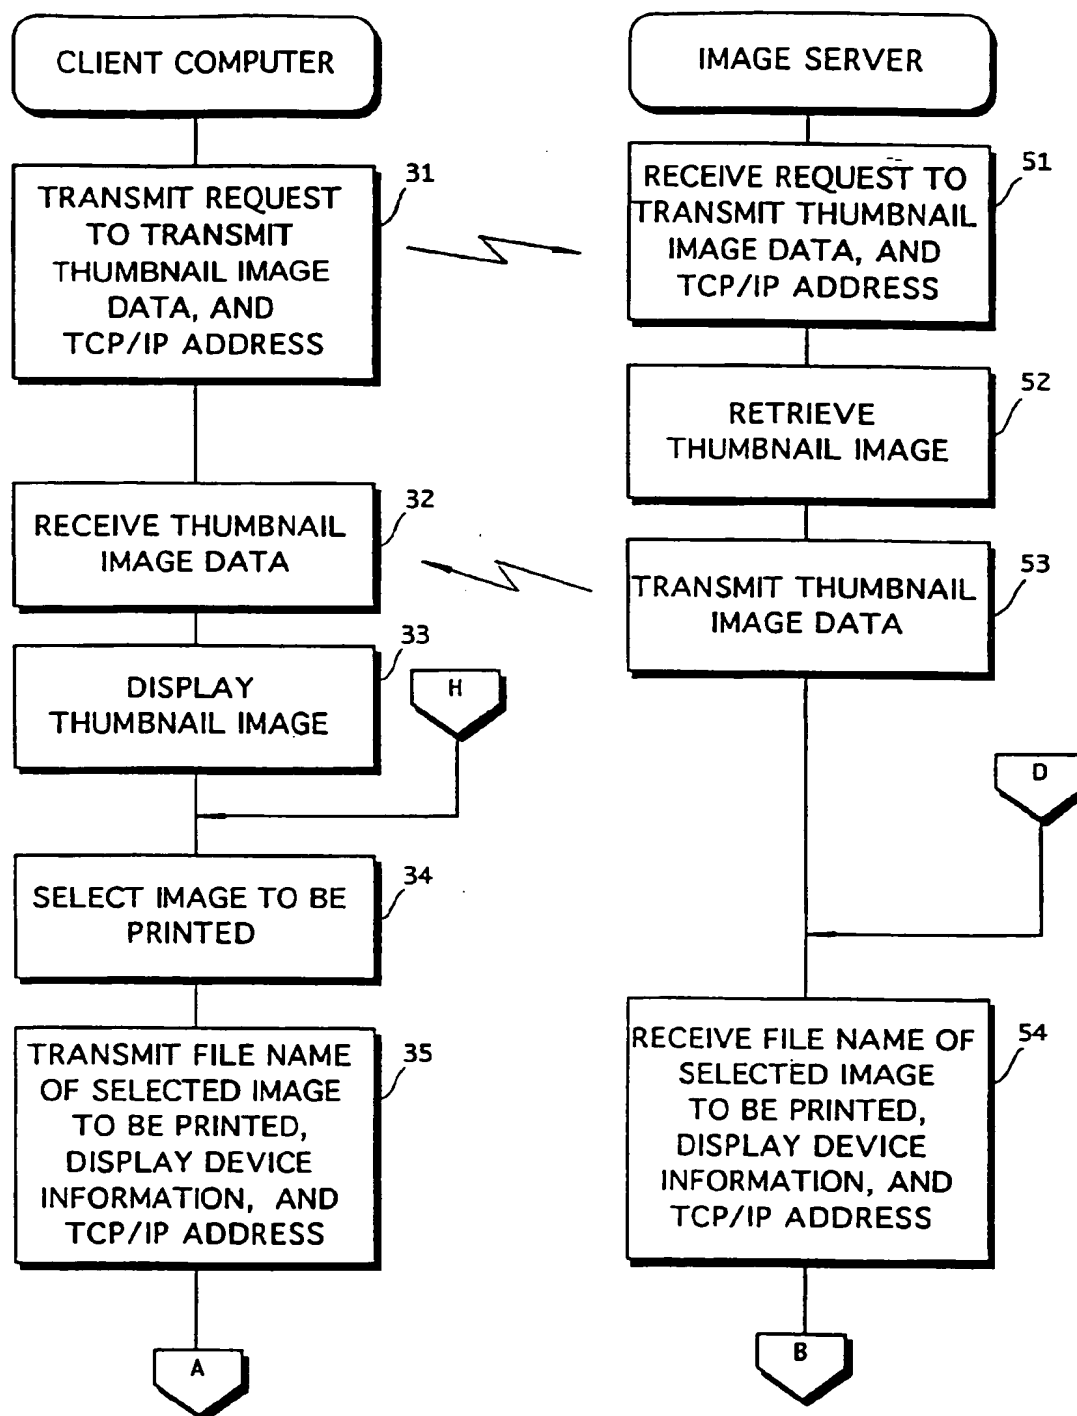 CLIENT COMPUTER
31
TRANSMIT REQUEST
TO TRANSMIT
THUMBNAIL IMAGE
DATA, AND
TCP/IP ADDRESS
32
RECEIVE THUMBNAIL
IMAGE DATA
33
DISPLAY
THUMBNAIL IMAGE
H
34
SELECT IMAGE TO BE
PRINTED
35
TRANSMIT FILE NAME
OF SELECTED IMAGE
TO BE PRINTED,
DISPLAY DEVICE
INFORMATION, AND
TCP/IP ADDRESS
A
IMAGE SERVER
51
RECEIVE REQUEST TO
TRANSMIT THUMBNAIL
IMAGE DATA, AND
TCP/IP ADDRESS
52
RETRIEVE
THUMBNAIL IMAGE
53
TRANSMIT THUMBNAIL
IMAGE DATA
D
54
RECEIVE FILE NAME OF
SELECTED IMAGE
TO BE PRINTED,
DISPLAY DEVICE
INFORMATION, AND
TCP/IP ADDRESS
B